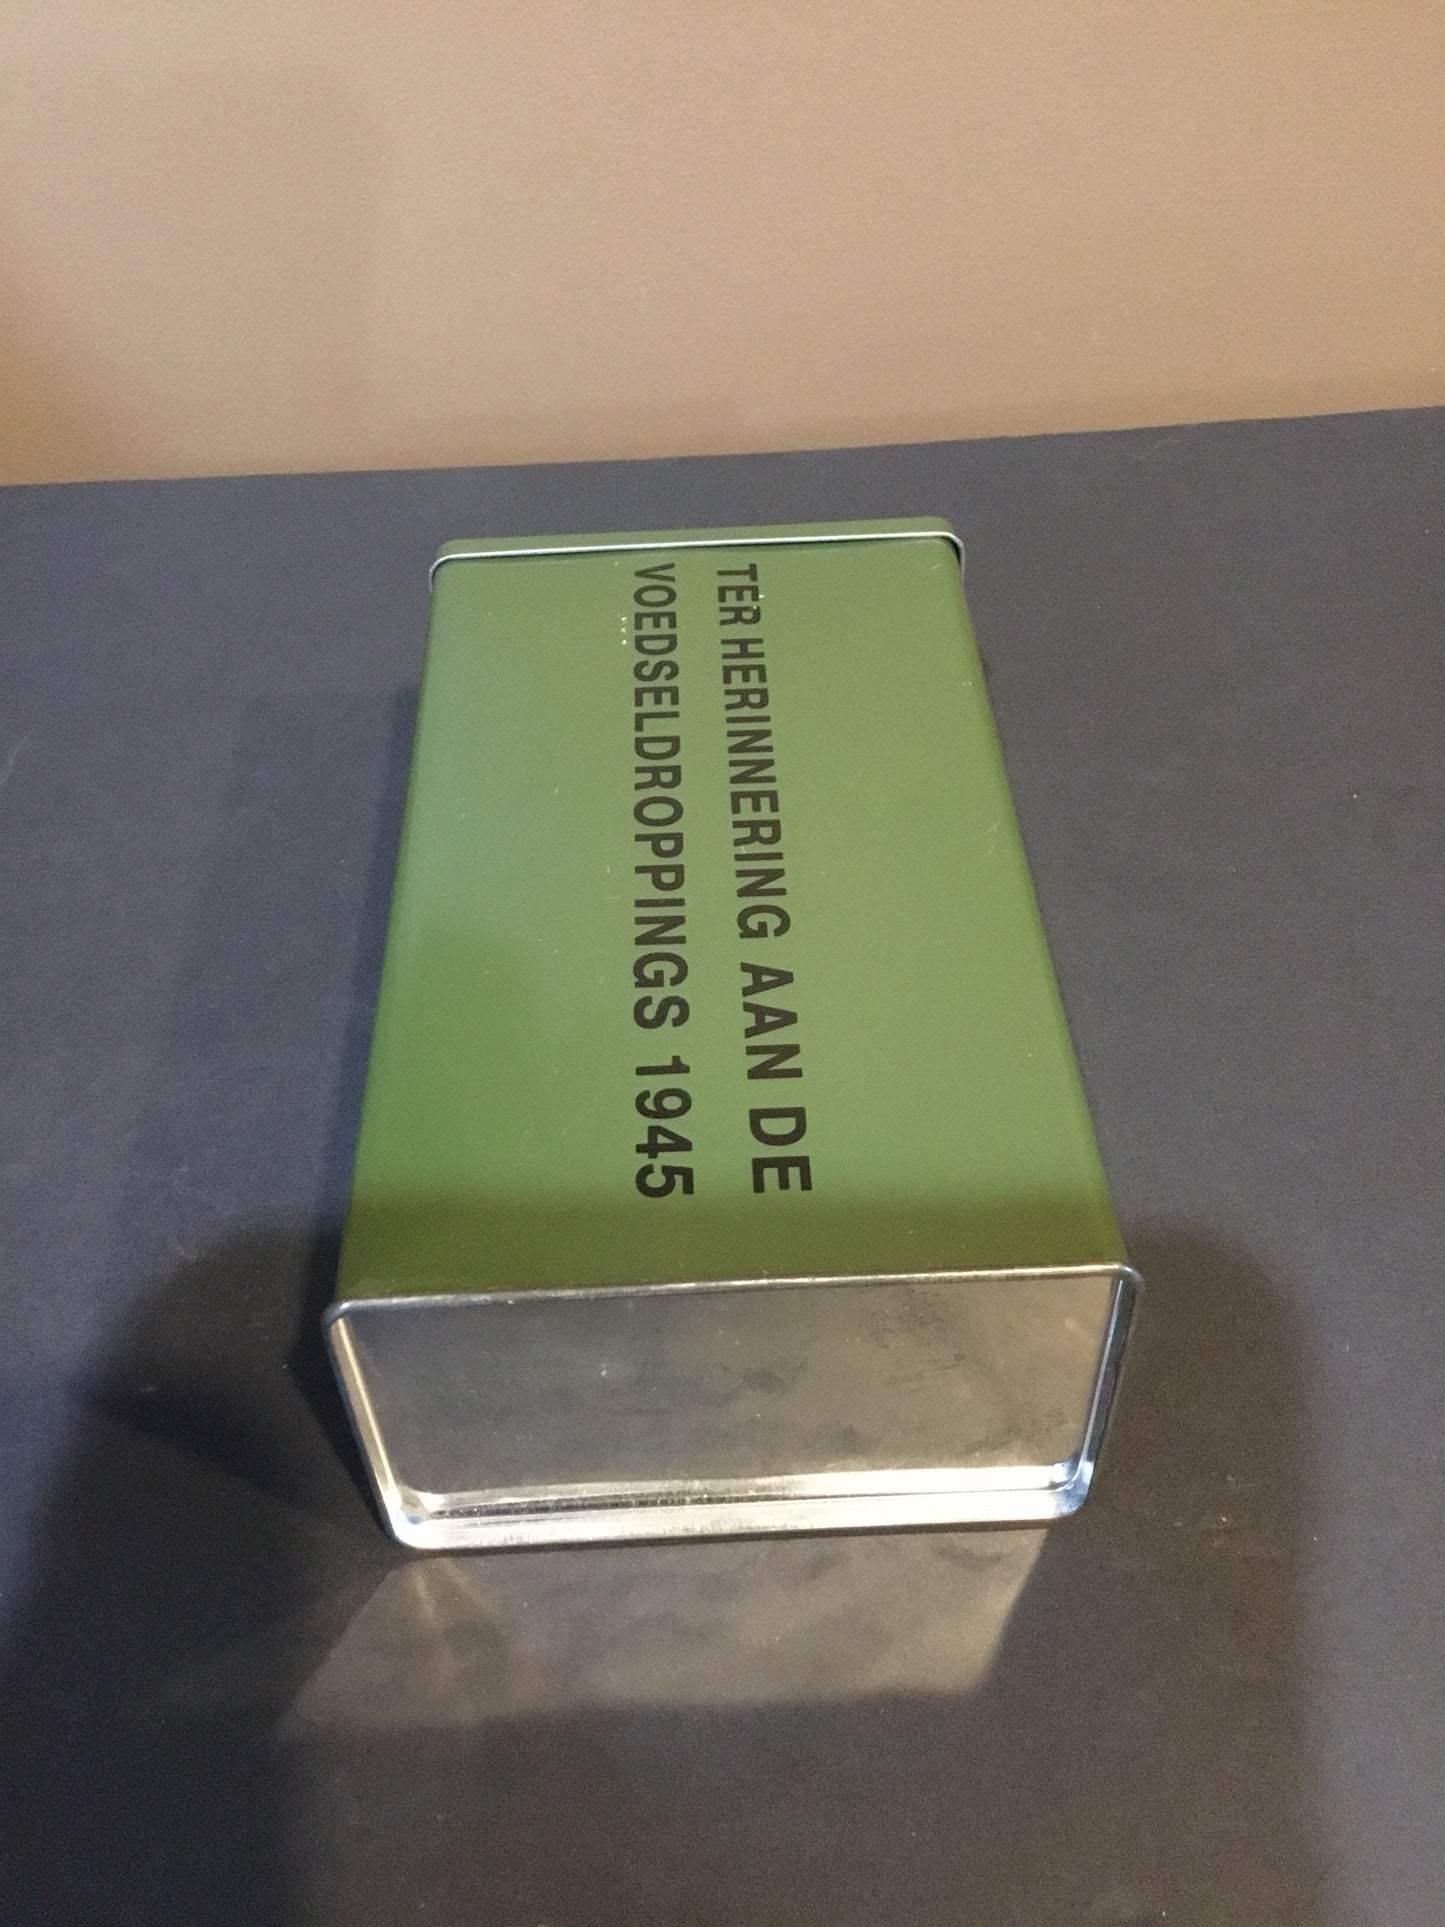 TER HERINNERING AAN DE
VOEDSELDROPPINGS 1945